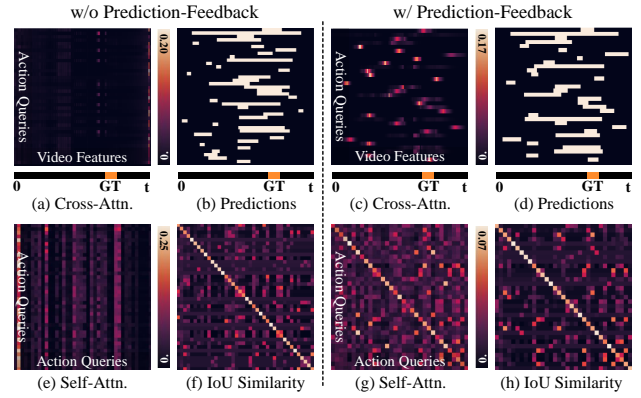 w/o Prediction-Feedback
w/ Prediction-Feedback
Action Queries
Video Features
0.20
0.
Action Queries
Video Features
0.17
0.
0 GT t
0 GT t
0 GT t
0 GT t
(a) Cross-Attn.
(b) Predictions
(c) Cross-Attn.
(d) Predictions
Action Queries
Action Queries
0.25
0.
Action Queries
Action Queries
0.07
0.
(e) Self-Attn.
(f) IoU Similarity
(g) Self-Attn.
(h) IoU Similarity